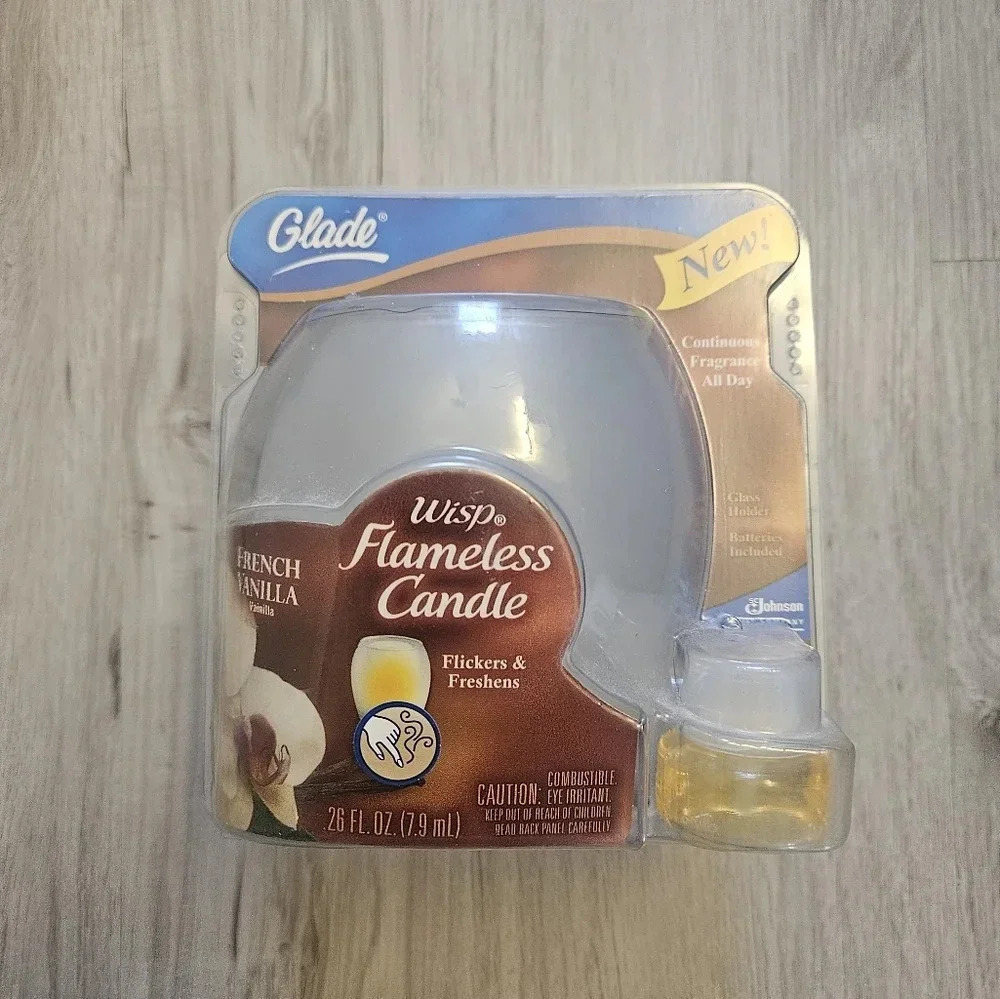 Glade®
New!
Continuous
Fragrance
All Day
Glass
Holder
Batteries
Included
SC Johnson
Wisp®
Flameless
Candle
FRENCH
VANILLA
Vainilla
Flickers &
Freshens
COMBUSTIBLE.
CAUTION: EYE IRRITANT.
KEEP OUT OF REACH OF CHILDREN
READ BACK PANEL CAREFULLY
.26 FL. OZ. (7.9 mL)